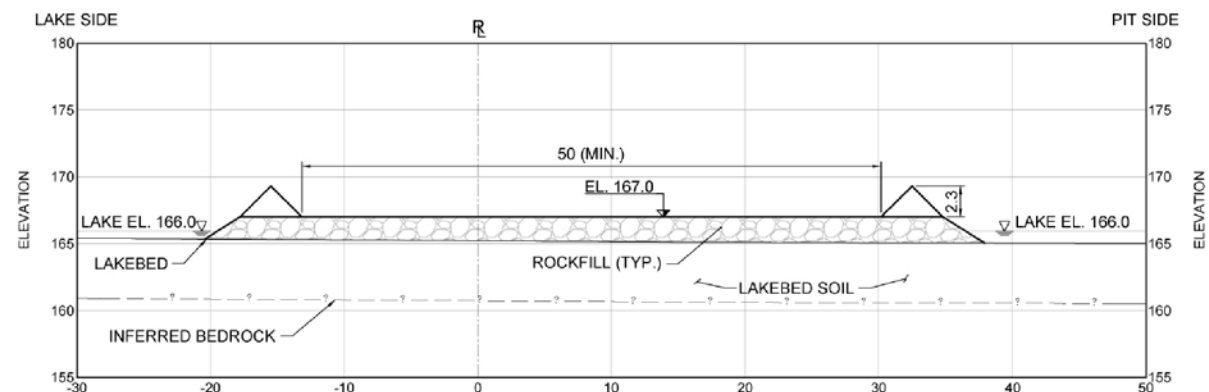 LAKE SIDE
℄
PIT SIDE
180
180
175
175
50 (MIN.)
170
EL. 167.0
170
2.3
LAKE EL. 166.0
LAKE EL. 166.0
ELEVATION
ELEVATION
165
165
LAKEBED
ROCKFILL (TYP.)
LAKEBED SOIL
? ? ? ? ? ? ? ? ? ? ? ? ?
160
160
INFERRED BEDROCK
155
155
-30 -20 -10 0 10 20 30 40 50